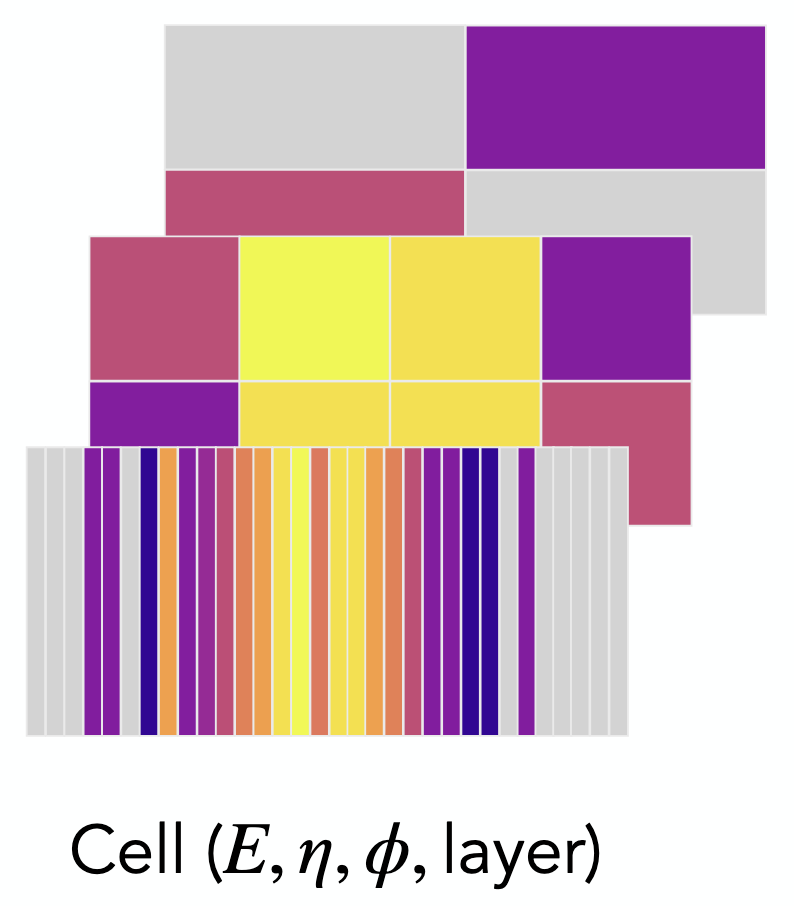 Cell (E, η, ϕ, layer)